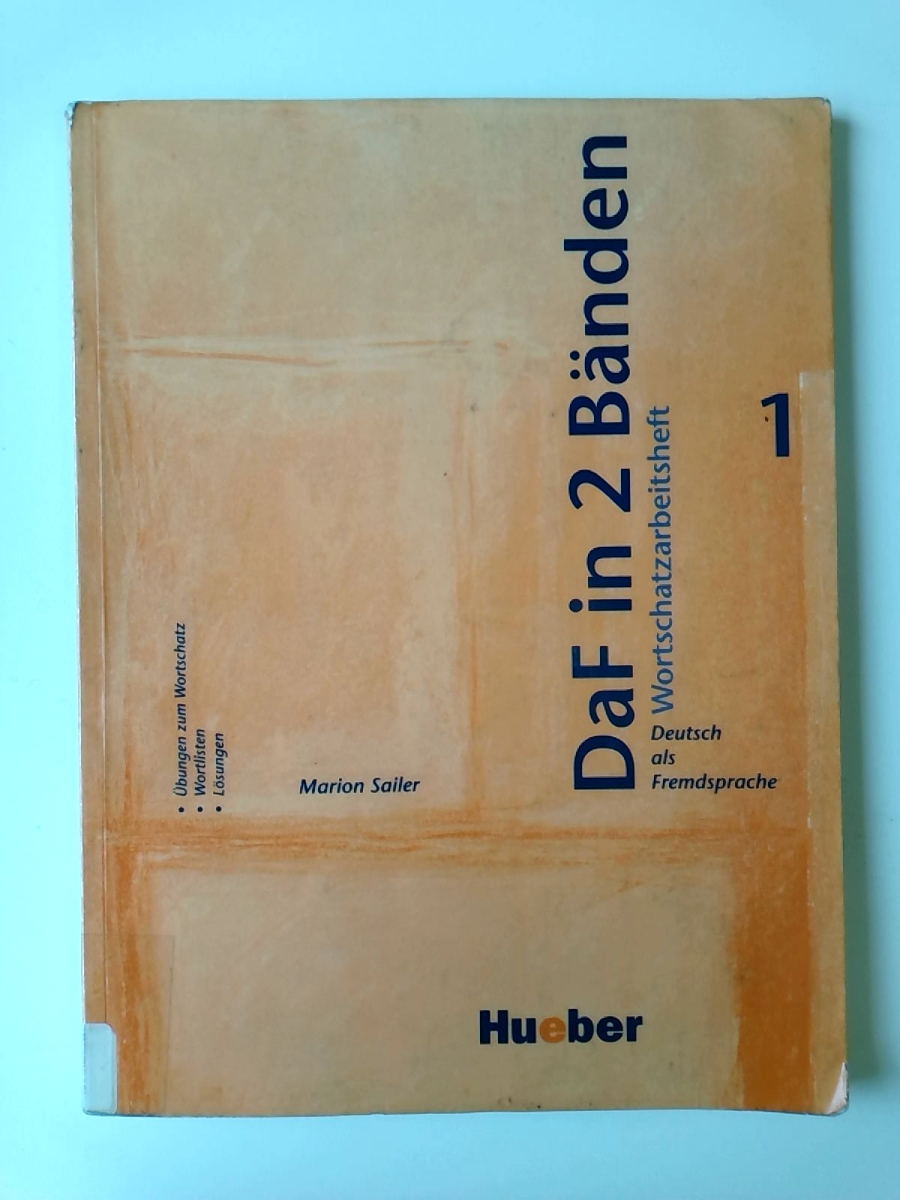 DaF in 2 Bänden
Wortschatzarbeitsheft
1
Deutsch
als
Fremdsprache
• Übungen zum Wortschatz
• Wortlisten
• Lösungen
Marion Sailer
Hueber